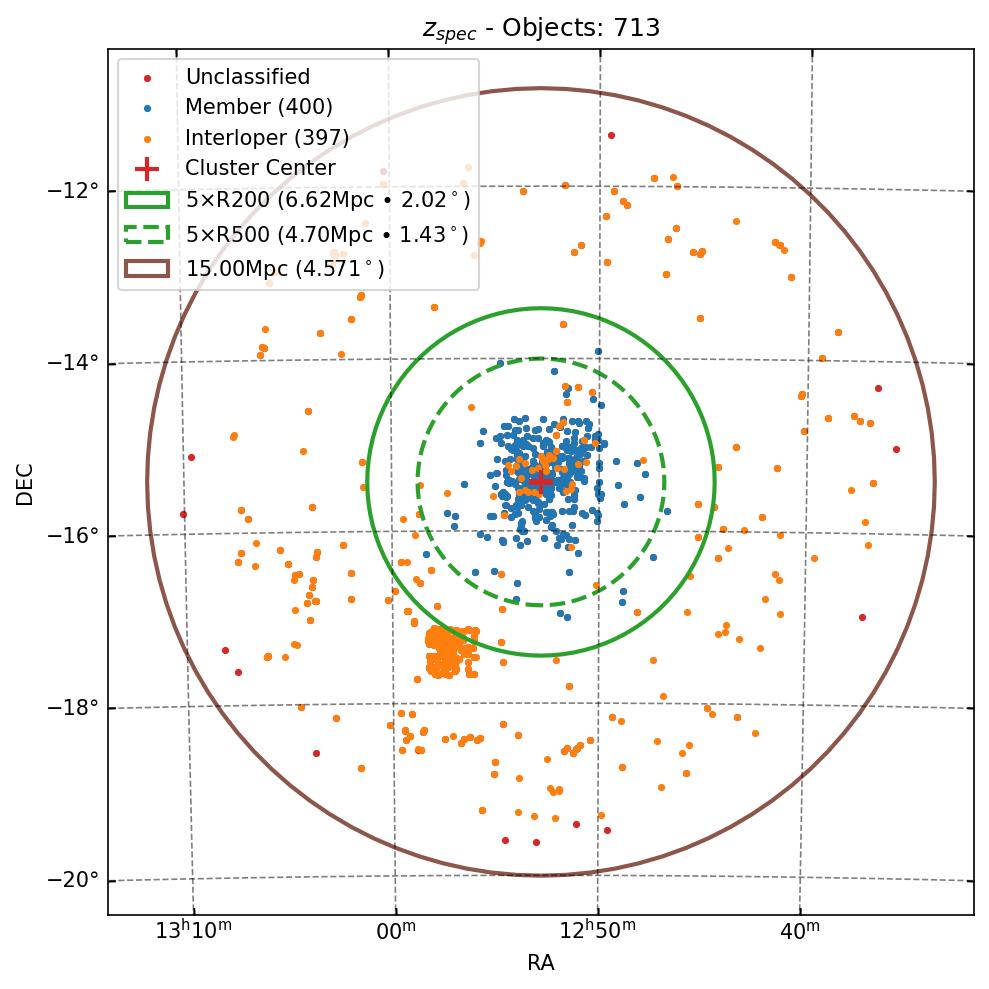 z_spec - Objects: 713
Unclassified
Member (400)
Interloper (397)
Cluster Center
5×R200 (6.62Mpc • 2.02°)
5×R500 (4.70Mpc • 1.43°)
15.00Mpc (4.571°)
−12°
−14°
−16°
−18°
−20°
DEC
13ʰ10ᵐ 00ᵐ 12ʰ50ᵐ 40ᵐ
RA